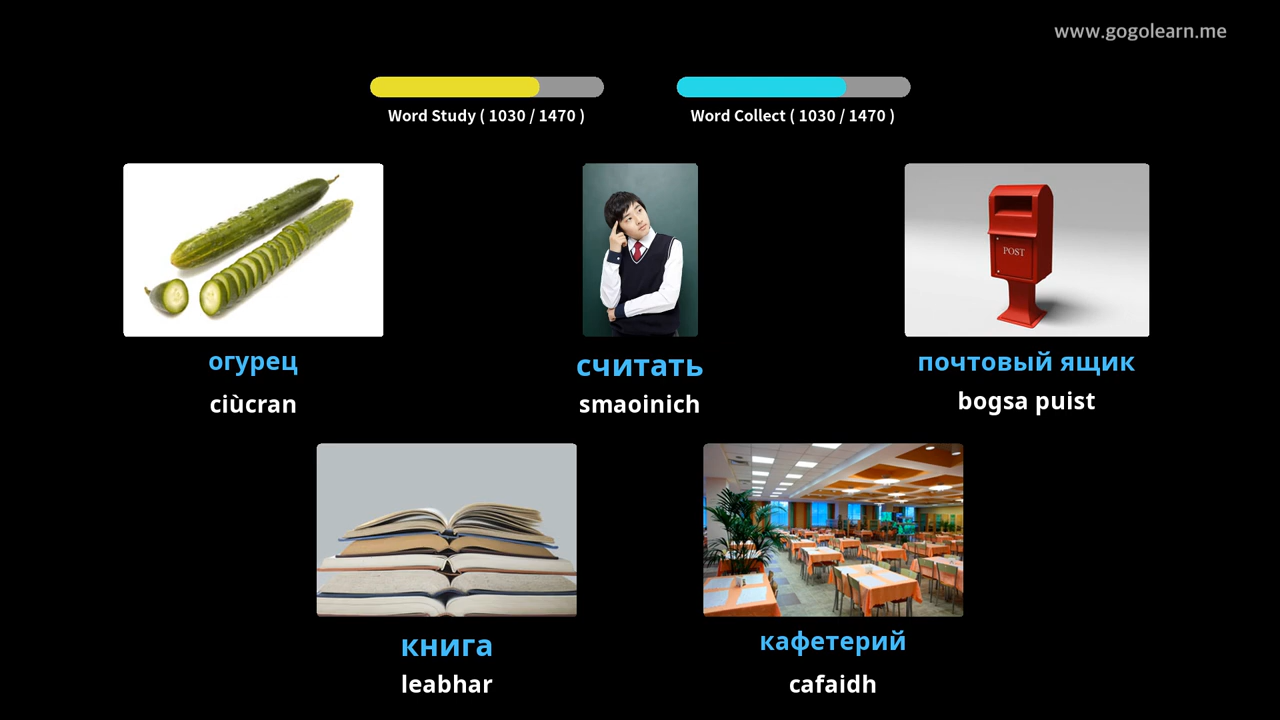 www.gogolearn.me
Word Study ( 1030 / 1470 )
Word Collect ( 1030 / 1470 )
POST
огурец
считать
почтовый ящик
ciùcran
smaoinich
bogsa puist
книга
кафетерий
leabhar
cafaidh